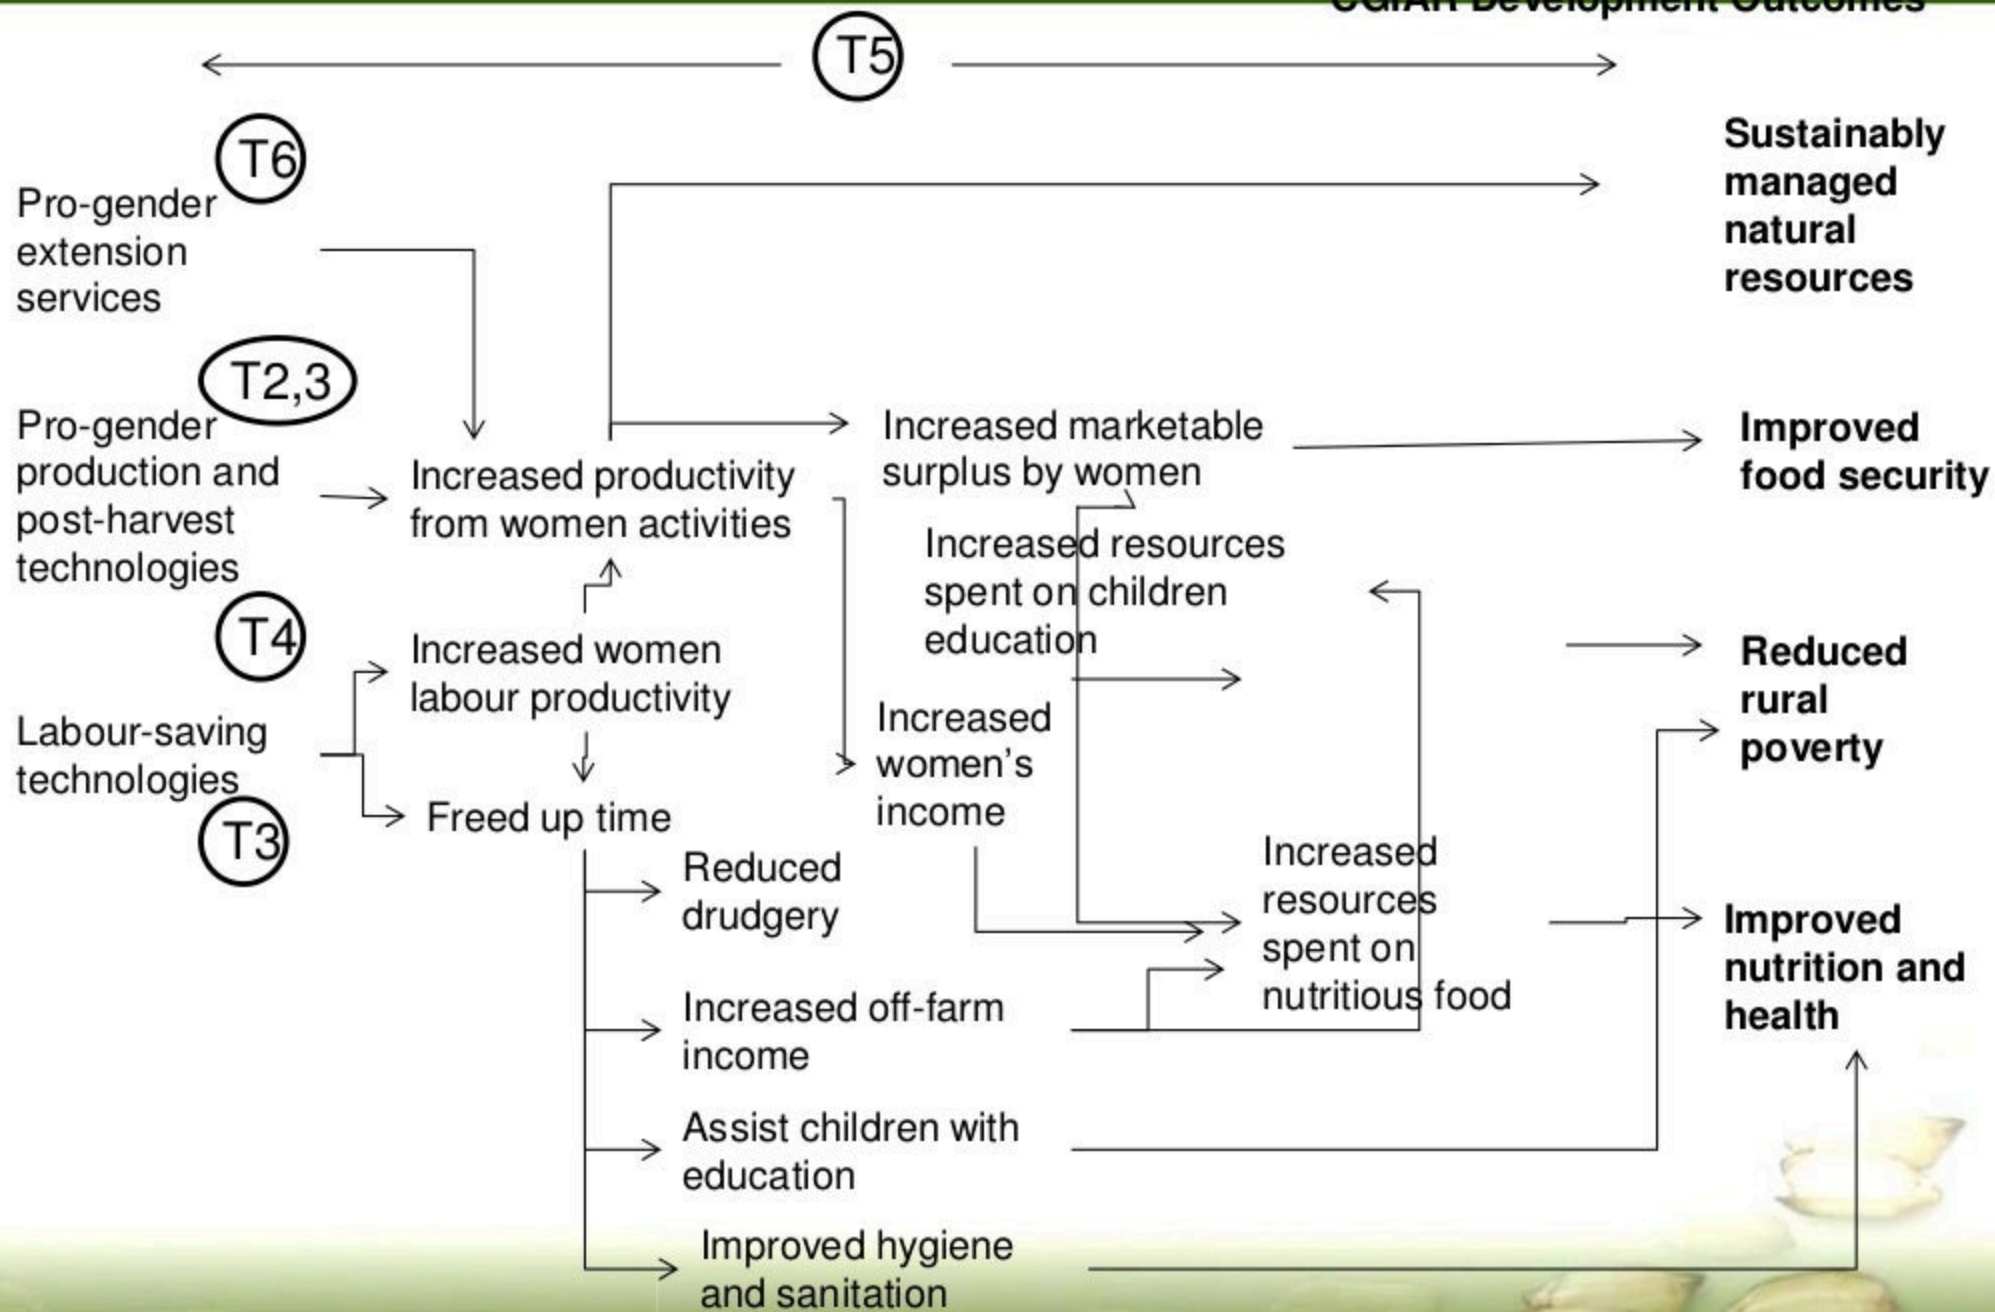 CGIAR Development Outcomes
T5
T6
Pro-gender
extension
services
Sustainably
managed
natural
resources
T2,3
Pro-gender
production and
post-harvest
technologies
Increased productivity
from women activities
Increased marketable
surplus by women
Improved
food security
Increased resources
spent on children
education
T4
Increased women
labour productivity
Reduced
rural
poverty
Labour-saving
technologies
T3
Increased
women's
income
Freed up time
Reduced
drudgery
Increased
resources
spent on
nutritious food
Improved
nutrition and
health
Increased off-farm
income
Assist children with
education
Improved hygiene
and sanitation